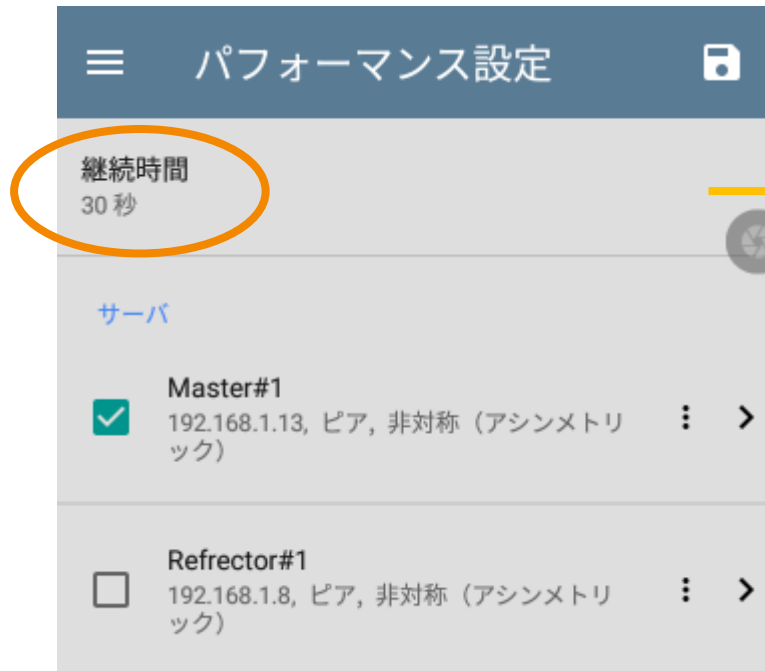 パフォーマンス設定
継続時間
30 秒
サーバ
Master#1
192.168.1.13, ピア, 非対称（アシンメトリ
ック）
Refrector#1
192.168.1.8, ピア, 非対称（アシンメトリ
ック）